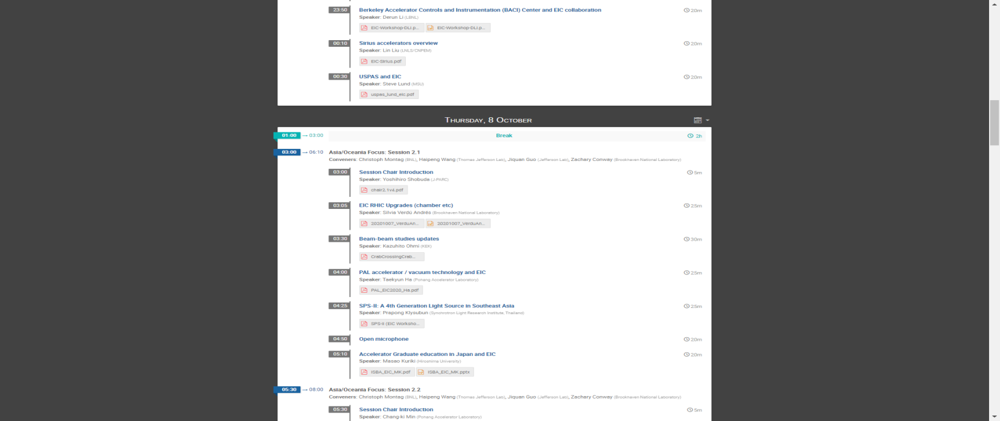 23:50 Berkeley Accelerator Controls and Instrumentation (BACI) Center and EIC collaboration 20m
Speaker: Derun Li (LBNL)
EIC-Workshop-DLI.p... EIC-Workshop-DLI.p...
00:10 Sirius accelerators overview 20m
Speaker: Lin Liu (LNLS/CNPEM)
EIC-Sirius.pdf
00:30 USPAS and EIC 20m
Speaker: Steve Lund (MSU)
uspas_lund_eic.pdf
Thursday, 8 October
01:00 → 03:00 Break 2h
03:00 → 06:10 Asia/Oceania Focus: Session 2.1
Conveners: Christoph Montag (BNL), Haipeng Wang (Thomas Jefferson Lab), Jiquan Guo (Jefferson Lab), Zachary Conway (Brookhaven National Laboratory)
03:00 Session Chair Introduction 5m
Speaker: Yoshihiro Shobuda (J-PARC)
chair2.1v4.pdf
03:05 EIC RHIC Upgrades (chamber etc) 25m
Speaker: Silvia Verdú Andrés (Brookhaven National Laboratory)
20201007_VerduAn... 20201007_VerduAn...
03:30 Beam-beam studies updates 30m
Speaker: Kazuhito Ohmi (KEK)
CrabCrossingCrab...
04:00 PAL accelerator / vacuum technology and EIC 25m
Speaker: Taekyun Ha (Pohang Accelerator Laboratory)
PAL_EIC2020_Ha.pdf
04:25 SPS-II: A 4th Generation Light Source in Southeast Asia 25m
Speaker: Prapong Klysubun (Synchrotron Light Research Institute, Thailand)
SPS-II (EIC Worksho...
04:50 Open microphone 20m
05:10 Accelerator Graduate education in Japan and EIC 20m
Speaker: Masao Kuriki (Hiroshima University)
ISBA_EIC_MK.pdf ISBA_EIC_MK.pptx
05:30 → 08:00 Asia/Oceania Focus: Session 2.2
Conveners: Christoph Montag (BNL), Haipeng Wang (Thomas Jefferson Lab), Jiquan Guo (Jefferson Lab), Zachary Conway (Brookhaven National Laboratory)
05:30 Session Chair Introduction 5m
Speaker: Chang-ki Min (Pohang Accelerator Laboratory)